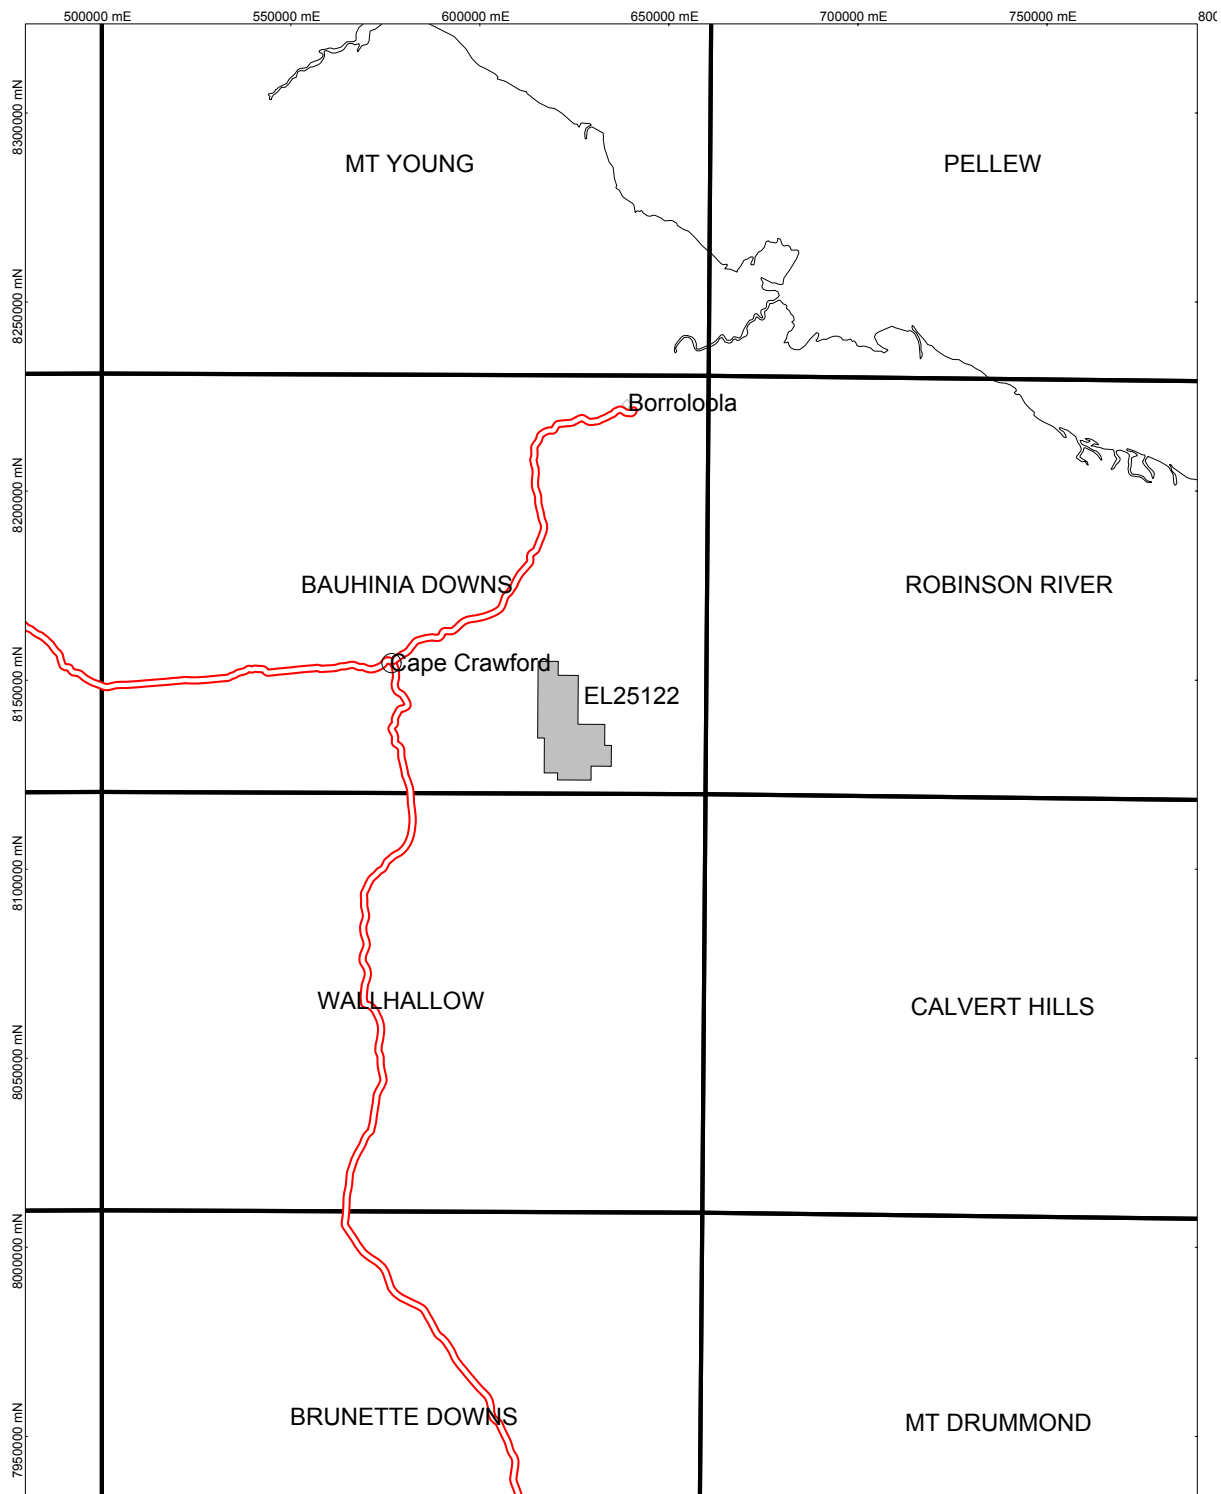 500000 mE
550000 mE
600000 mE
650000 mE
700000 mE
750000 mE
800
8300000 mN
MT YOUNG
PELLEW
8250000 mN
Borroloola
8200000 mN
BAUHINIA DOWNS
ROBINSON RIVER
Cape Crawford
8150000 mN
EL25122
8100000 mN
WALLHALLOW
CALVERT HILLS
8050000 mN
8000000 mN
BRUNETTE DOWNS
MT DRUMMOND
7950000 mN